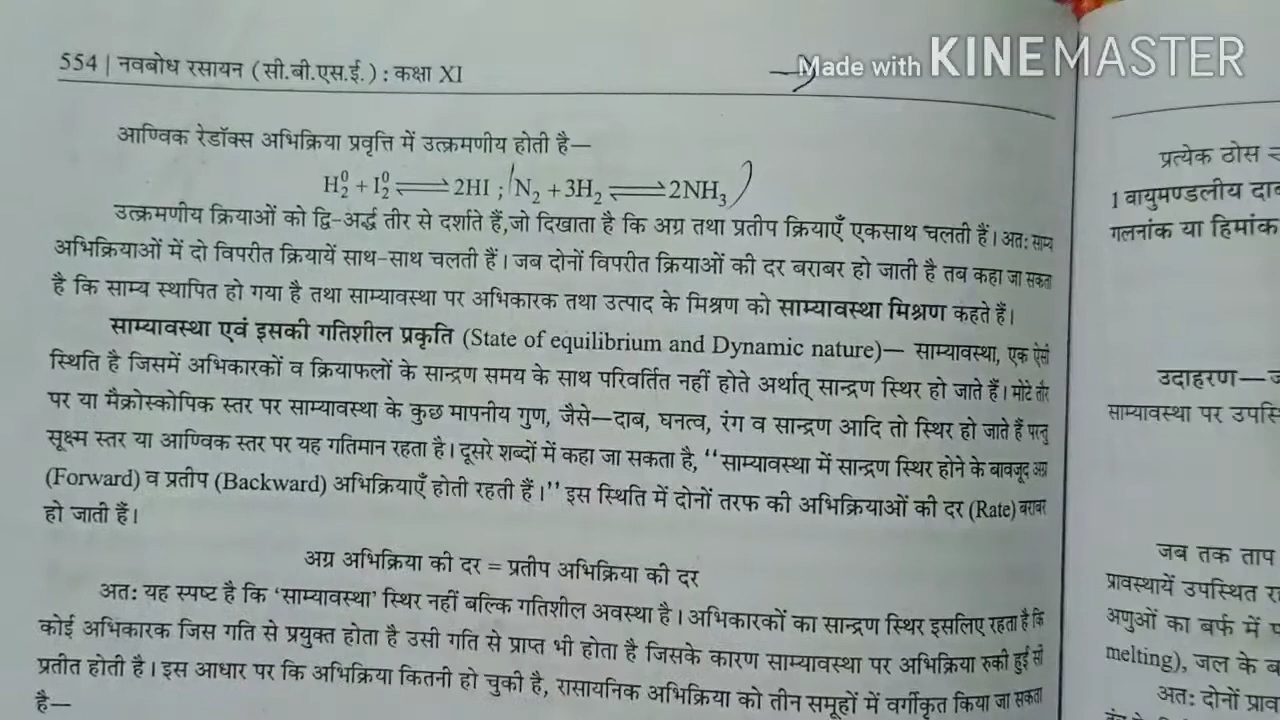 Made with KINEMASTER
554 | नवबोध रसायन (सी.बी.एस.ई.) : कक्षा XI
आण्विक रेडॉक्स अभिक्रिया प्रवृत्ति में उत्क्रमणीय होती है—
H₂⁰ + I₂⁰ ⇌ 2HI ; N₂ + 3H₂ ⇌ 2NH₃
उत्क्रमणीय क्रियाओं को द्वि-अर्द्ध तीर से दर्शाते हैं, जो दिखाता है कि अग्र तथा प्रतीप क्रियाएँ एकसाथ चलती हैं। अतः साम्य
अभिक्रियाओं में दो विपरीत क्रियायें साथ-साथ चलती हैं। जब दोनों विपरीत क्रियाओं की दर बराबर हो जाती है तब कहा जा सकता
है कि साम्य स्थापित हो गया है तथा साम्यावस्था पर अभिकारक तथा उत्पाद के मिश्रण को साम्यावस्था मिश्रण कहते हैं।
साम्यावस्था एवं इसकी गतिशील प्रकृति (State of equilibrium and Dynamic nature)— साम्यावस्था, एक ऐसी
स्थिति है जिसमें अभिकारकों व क्रियाफलों के सान्द्रण समय के साथ परिवर्तित नहीं होते अर्थात् सान्द्रण स्थिर हो जाते हैं। मोटे तौर
पर या मैक्रोस्कोपिक स्तर पर साम्यावस्था के कुछ मापनीय गुण, जैसे—दाब, घनत्व, रंग व सान्द्रण आदि तो स्थिर हो जाते हैं परन्तु
सूक्ष्म स्तर या आण्विक स्तर पर यह गतिमान रहता है। दूसरे शब्दों में कहा जा सकता है, “साम्यावस्था में सान्द्रण स्थिर होने के बावजूद अग्र
(Forward) व प्रतीप (Backward) अभिक्रियाएँ होती रहती हैं।” इस स्थिति में दोनों तरफ की अभिक्रियाओं की दर (Rate) बराबर
हो जाती हैं।
अग्र अभिक्रिया की दर = प्रतीप अभिक्रिया की दर
अतः यह स्पष्ट है कि ‘साम्यावस्था’ स्थिर नहीं बल्कि गतिशील अवस्था है। अभिकारकों का सान्द्रण स्थिर इसलिए रहता है कि
कोई अभिकारक जिस गति से प्रयुक्त होता है उसी गति से प्राप्त भी होता है जिसके कारण साम्यावस्था पर अभिक्रिया रुकी हुई सी
प्रतीत होती है। इस आधार पर कि अभिक्रिया कितनी हो चुकी है, रासायनिक अभिक्रिया को तीन समूहों में वर्गीकृत किया जा सकता
है—
प्रत्येक ठोस
1 वायुमण्डलीय
गलनांक या हिमांक
उदाहरण—
साम्यावस्था पर
जब तक ताप
प्रावस्थायें उपस्थित
अणुओं का बर्फ में
melting), जल के
अतः दोनों